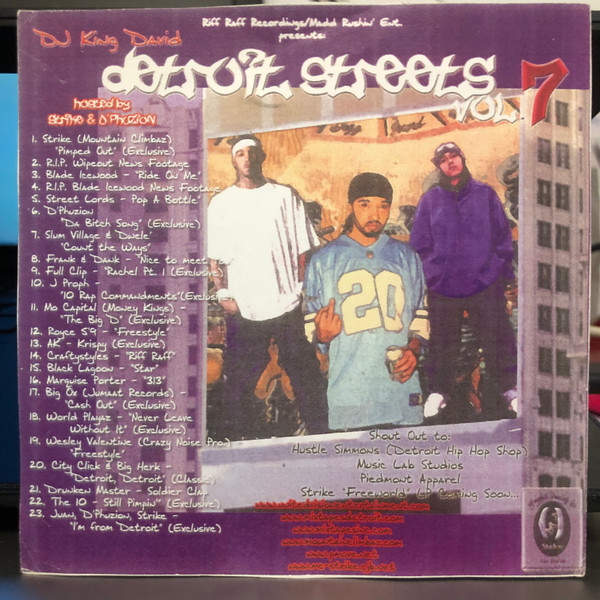 Riff Raff Recordings/Madd Rushin' Ent.
presents:
DJ King David
detroit streets
vol. 7
hosted by
Strike & D'Phuzion
1. Strike (Mountain Climbaz)
"Pimped Out" (Exclusive)
2. R.I.P. Wipeout News Footage
3. Blade Icewood - "Ride On Me"
4. R.I.P. Blade Icewood News Footage
5. Street Lords - Pop A Bottle"
6. D'Phuzion
"Da Bitch Song" (Exclusive)
7. Slum Village & Dwele'
"Count the Ways"
8. Frank & Dank - "Nice to meet
9. Full Clip - "Rachel Pt. 1 (Exclusive)
10. J Proph -
"10 Rap Commandments"(Exclusive)
11. Mo Capital (Money Kings) -
"The Big D" (Exclusive)
12. Royce 5'9 - "Freestyle"
13. AK - Krispy (Exclusive)
14. Craftystyles - "Riff Raff"
15. Black Lagoon - "Star"
16. Marquise Porter - "313"
17. Big Ox (Jumaat Records) -
"Cash Out" (Exclusive)
18. World Playaz - "Never Leave
Without It" (Exclusive)
19. Wesley Valentine (Crazy Noise Pro.)
"Freestyle"
20. City Click & Big Herk -
"Detroit, Detroit" (Classic)
21. Drunken Master - Soldier Clap
22. The 10 - Still Pimpin'" (Exclusive)
23. Juan, D'Phuzion, Strike -
"I'm from Detroit" (Exclusive)
20
Shout Out to:
Hustle Simmons (Detroit Hip Hop Shop)
Music Lab Studios
Piedmont Apparel
Strike "Freeworld" LP Coming Soon...